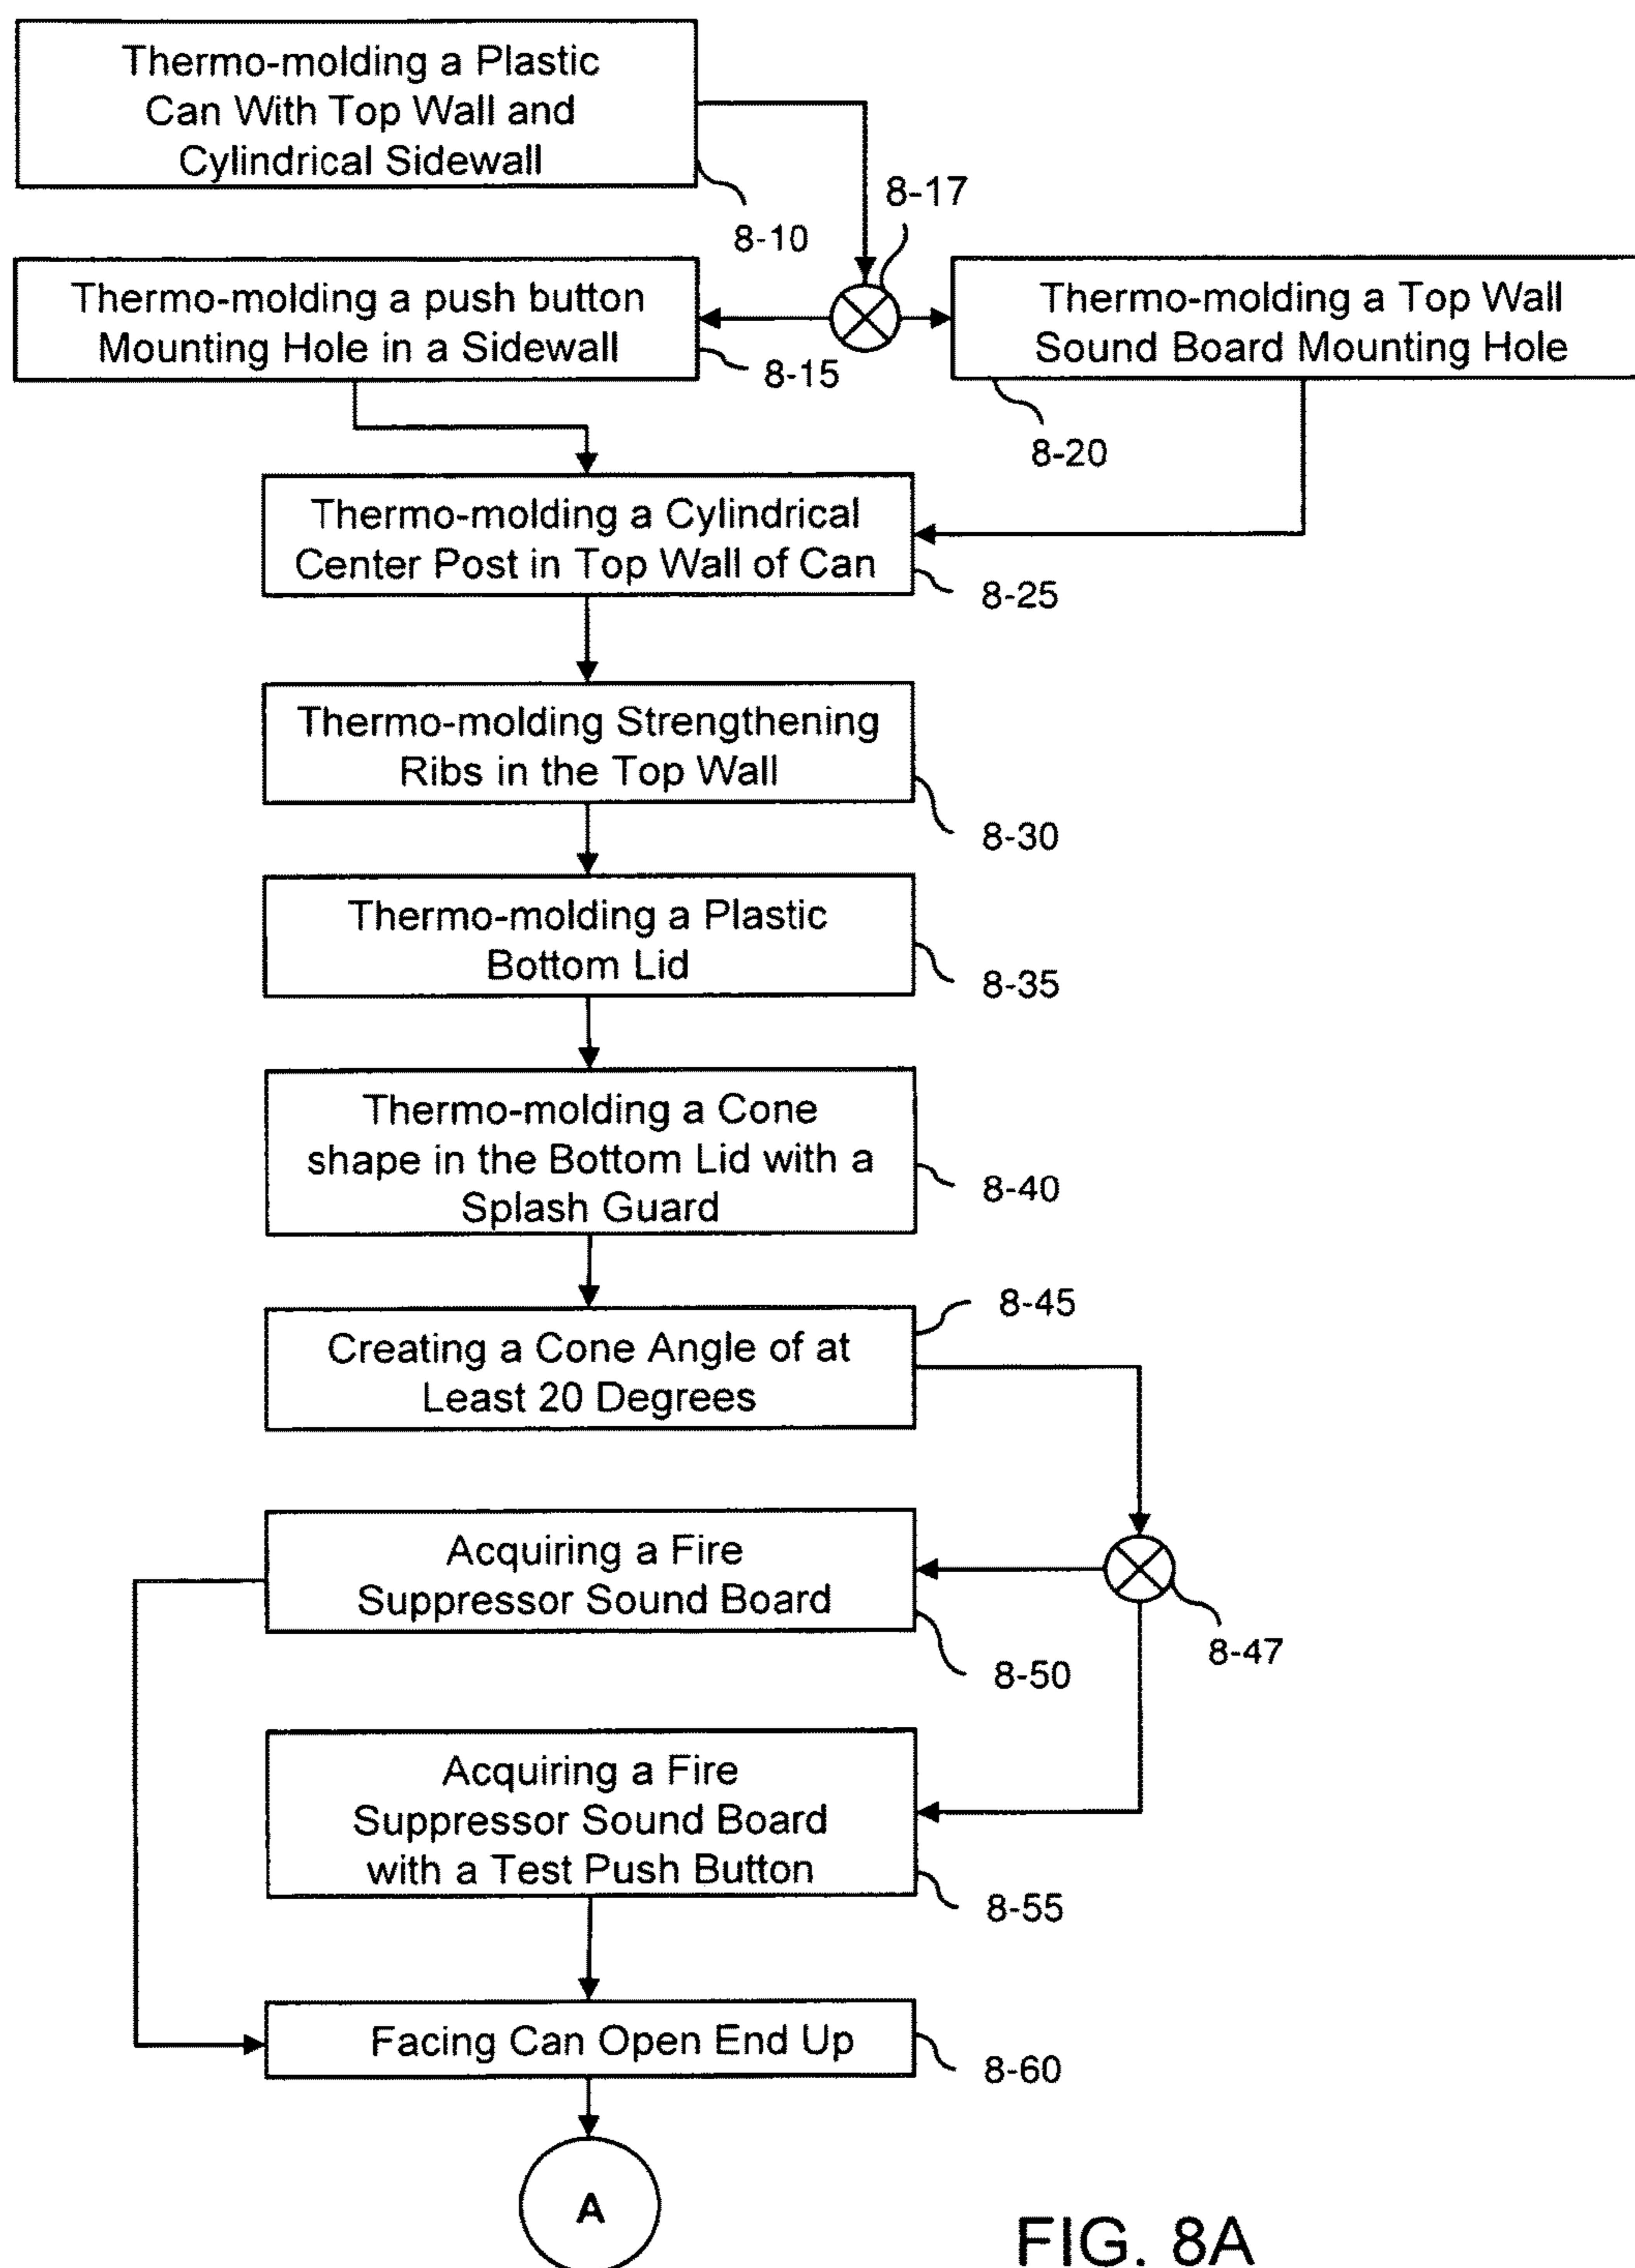 Thermo-molding a Plastic
Can With Top Wall and
Cylindrical Sidewall
8-10
8-17
Thermo-molding a push button
Mounting Hole in a Sidewall
8-15
Thermo-molding a Top Wall
Sound Board Mounting Hole
8-20
Thermo-molding a Cylindrical
Center Post in Top Wall of Can
8-25
Thermo-molding Strengthening
Ribs in the Top Wall
8-30
Thermo-molding a Plastic
Bottom Lid
8-35
Thermo-molding a Cone
shape in the Bottom Lid with a
Splash Guard
8-40
8-45
Creating a Cone Angle of at
Least 20 Degrees
Acquiring a Fire
Suppressor Sound Board
8-50
8-47
Acquiring a Fire
Suppressor Sound Board
with a Test Push Button
8-55
Facing Can Open End Up
8-60
A
FIG. 8A